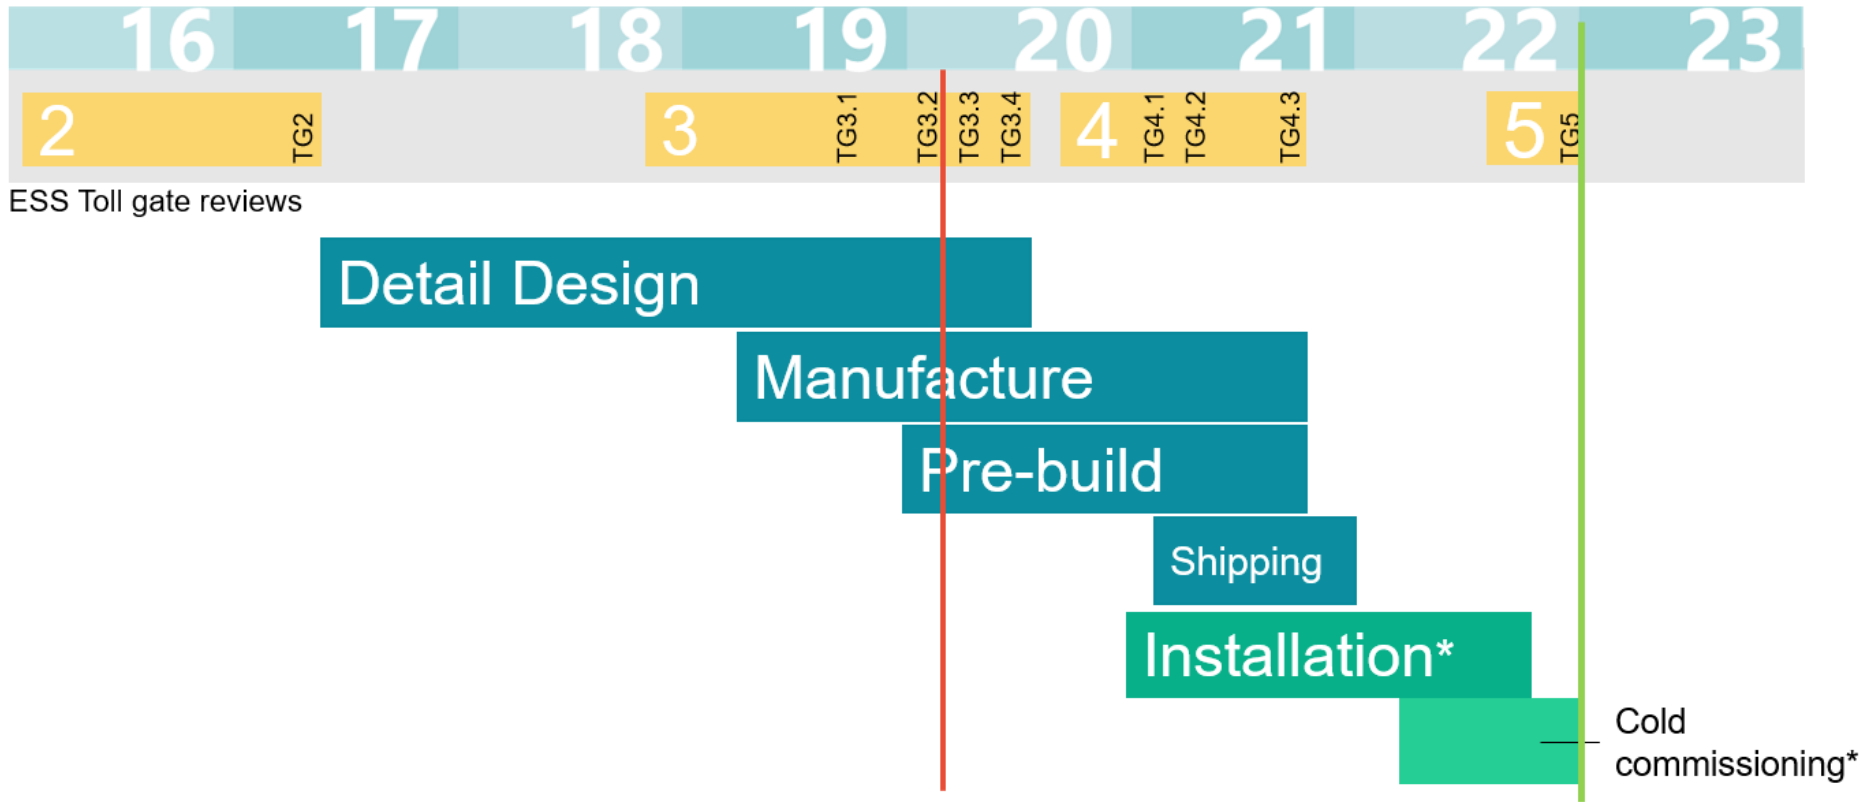 16 17 18 19 20 21 22 23
2 TG2 3 TG3.1 TG3.2 TG3.3 TG3.4 4 TG4.1 TG4.2 TG4.3 5 TG5
ESS Toll gate reviews
Detail Design
Manufacture
Pre-build
Shipping
Installation*
Cold
commissioning*